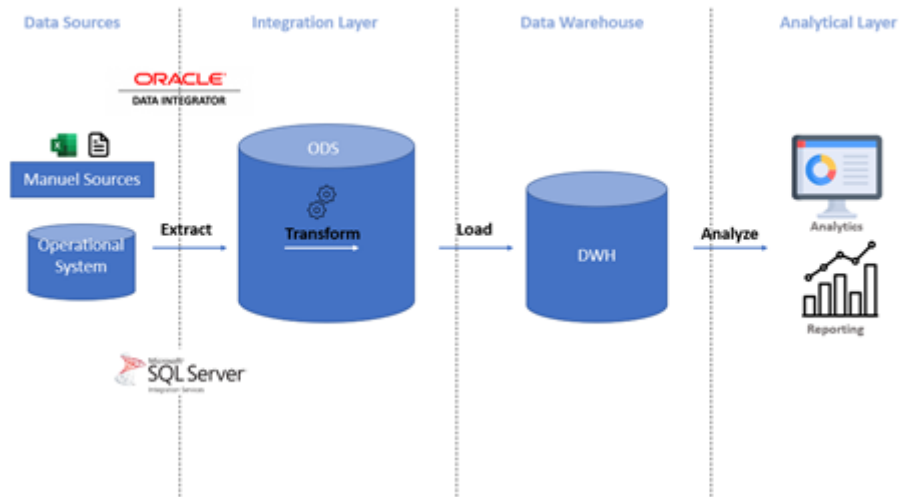 Data Sources
Integration Layer
Data Warehouse
Analytical Layer
ORACLE
DATA INTEGRATOR
Manuel Sources
Operational
System
Extract
ODS
Transform
Load
DWH
Analyze
Analytics
Reporting
Microsoft
SQL Server
Integration Services